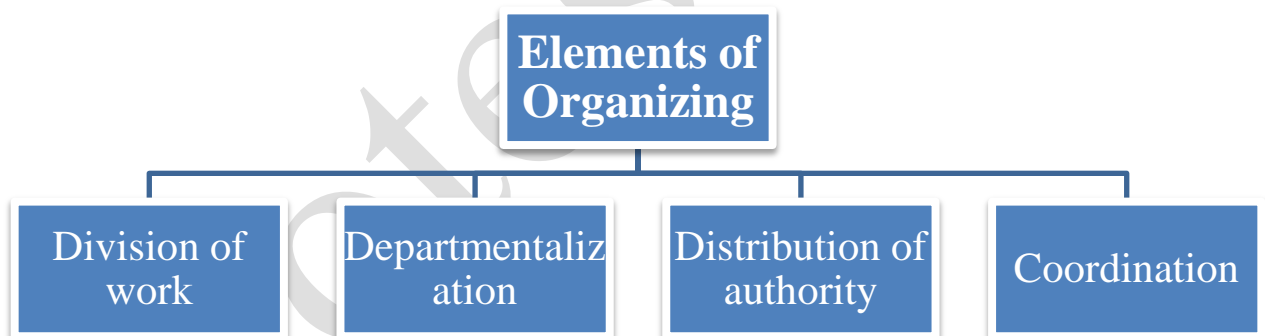 Elements of
Organizing
Division of
work
Departmentaliz
ation
Distribution of
authority
Coordination